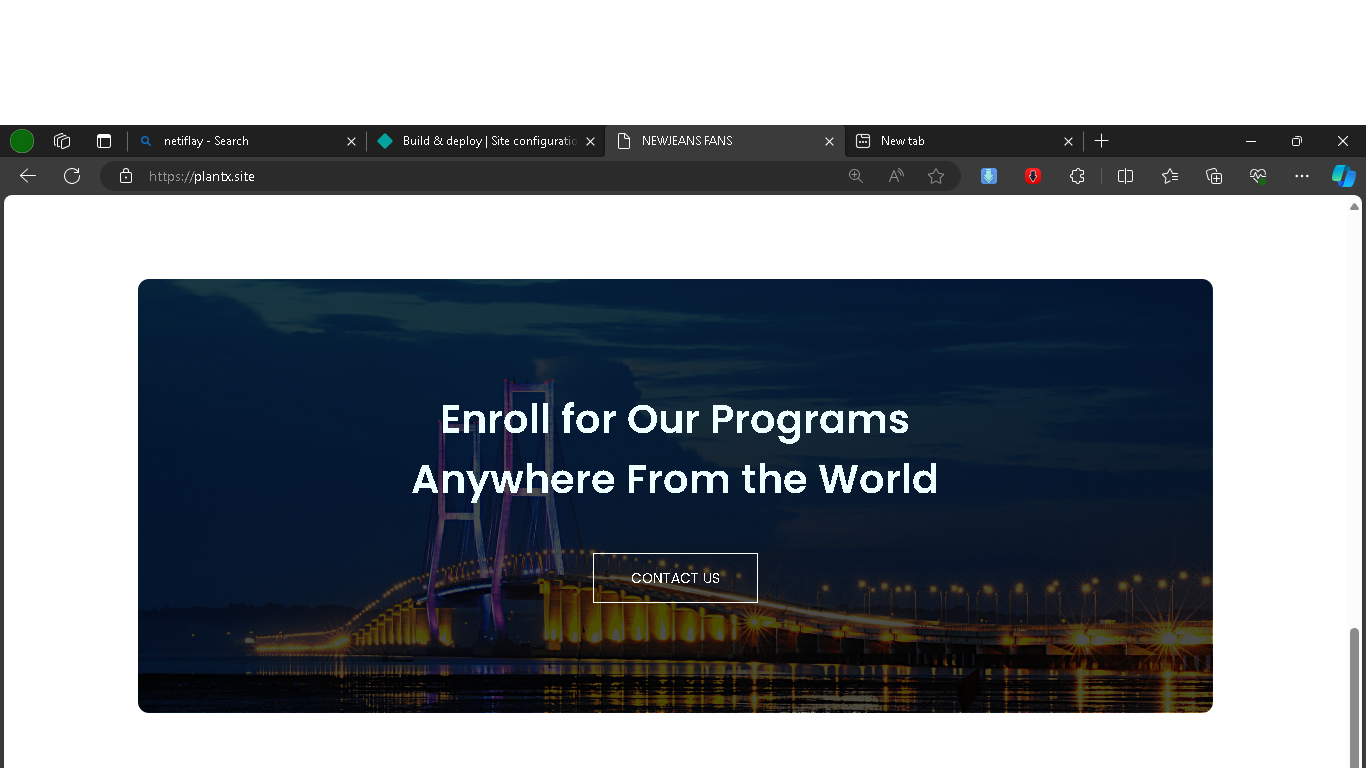 netiflay - Search
Build & deploy | Site configuratio
NEWJEANS FANS
New tab
https://plantx.site
Enroll for Our Programs
Anywhere From the World
CONTACT US